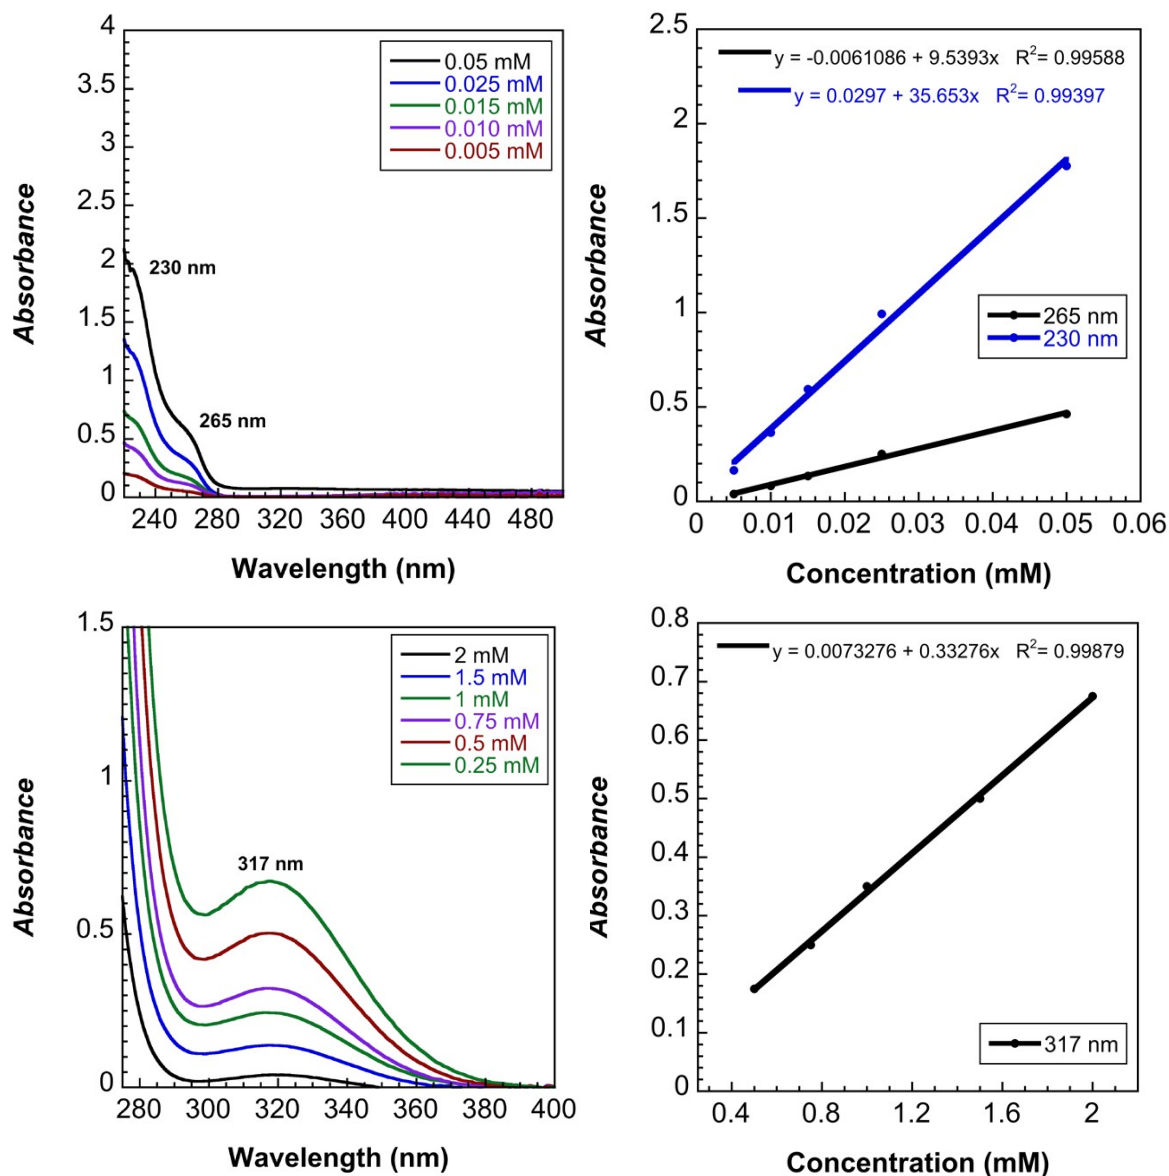 4
3.5
3
2.5
2
1.5
1
0.5
0
Absorbance
0.05 mM
0.025 mM
0.015 mM
0.010 mM
0.005 mM
230 nm
265 nm
240 280 320 360 400 440 480
Wavelength (nm)
2.5
2
1.5
1
0.5
0
Absorbance
y = -0.0061086 + 9.5393x R²= 0.99588
y = 0.0297 + 35.653x R²= 0.99397
265 nm
230 nm
0 0.01 0.02 0.03 0.04 0.05 0.06
Concentration (mM)
1.5
1
0.5
0
Absorbance
2 mM
1.5 mM
1 mM
0.75 mM
0.5 mM
0.25 mM
317 nm
280 300 320 340 360 380 400
Wavelength (nm)
0.8
0.7
0.6
0.5
0.4
0.3
0.2
0.1
0
Absorbance
y = 0.0073276 + 0.33276x R²= 0.99879
317 nm
0.4 0.8 1.2 1.6 2
Concentration (mM)